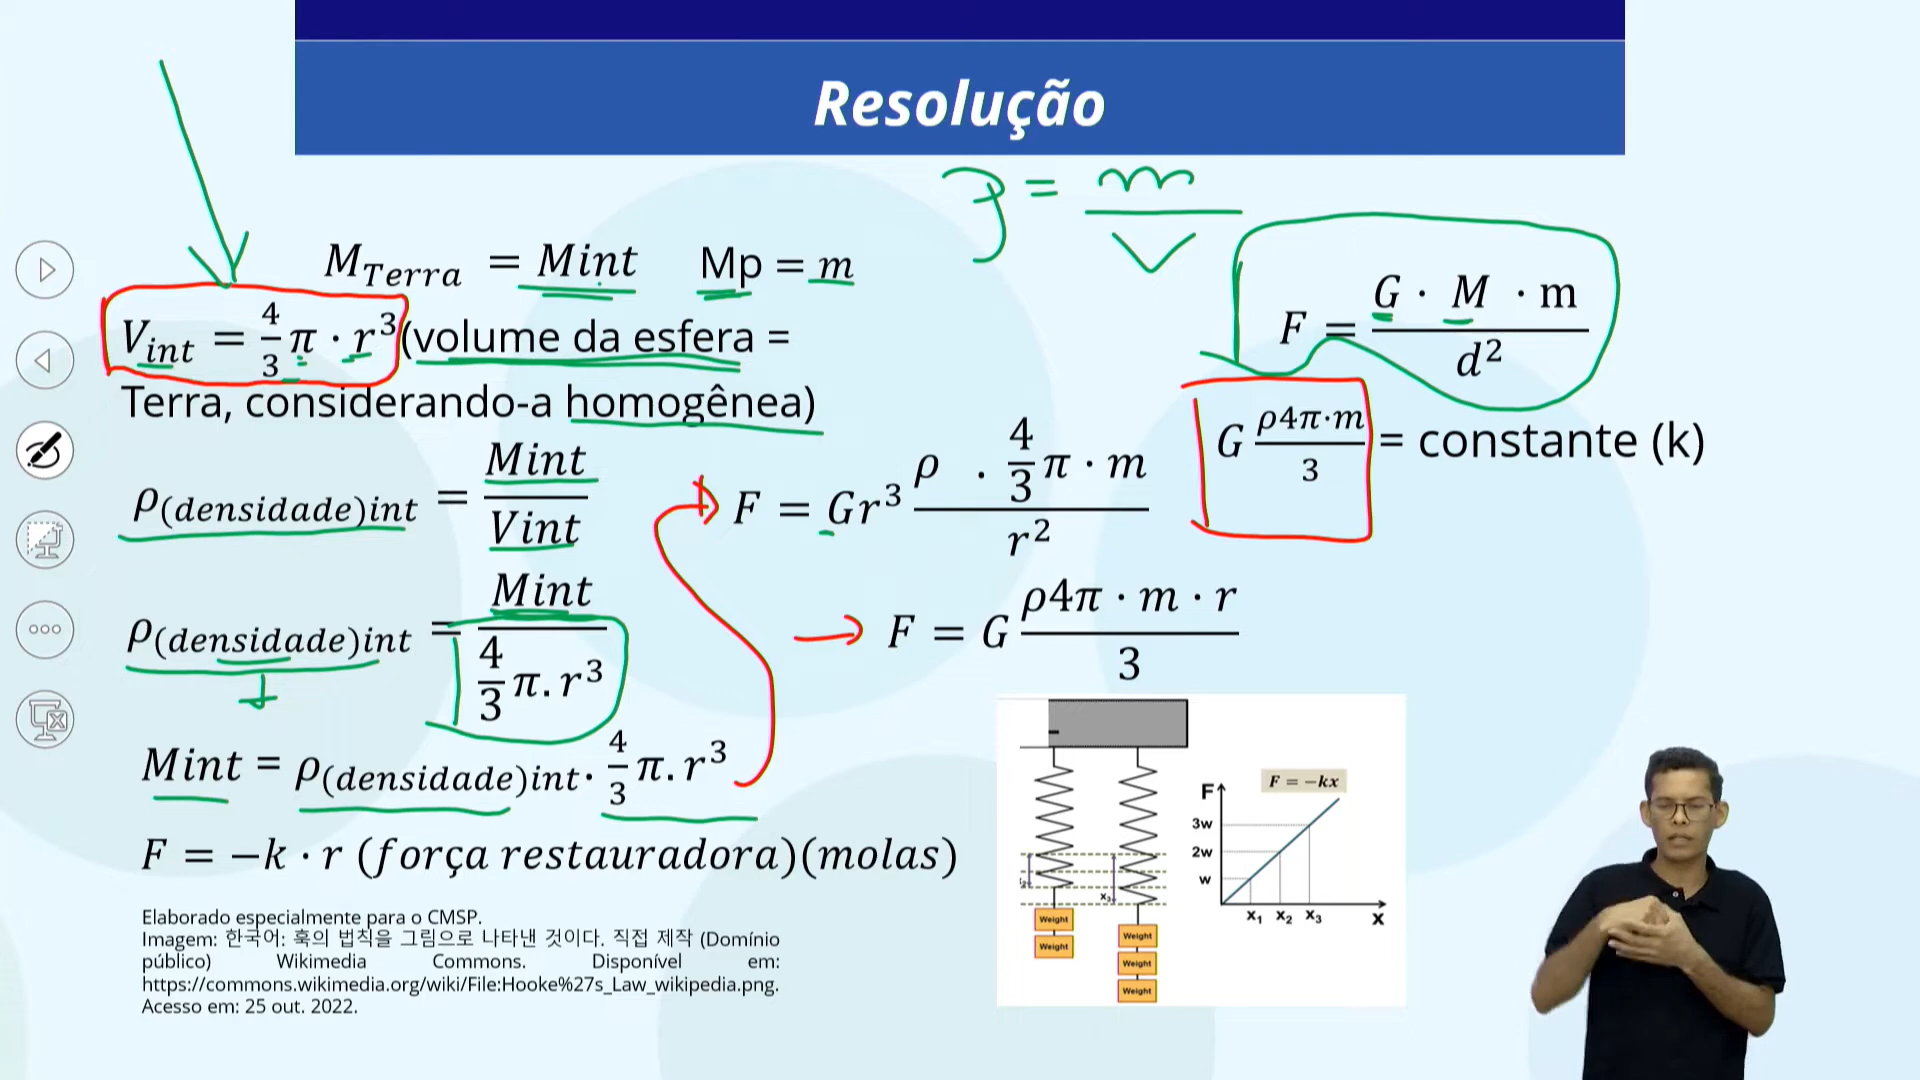 Resolução
ρ = m / V
M_Terra = Mint    Mp = m
V_int = 4/3 π · r³ (volume da esfera =
Terra, considerando-a homogênea)
F = G · M · m / d²
G ρ4π·m / 3 = constante (k)
ρ(densidade)int = Mint / Vint
F = Gr³ ρ . 4/3 π · m / r²
ρ(densidade)int = Mint / 4/3 π. r³
F = G ρ4π · m · r / 3
Mint = ρ(densidade)int · 4/3 π. r³
F = −k · r (força restauradora)(molas)
F = −kx
F
3w
2w
w
x₁ x₂ x₃ x
x₃
Weight
Weight
Weight
Weight
Weight
Elaborado especialmente para o CMSP.
Imagem: 한국어: 훅의 법칙을 그림으로 나타낸 것이다. 직접 제작 (Domínio
público) Wikimedia Commons. Disponível em:
https://commons.wikimedia.org/wiki/File:Hooke%27s_Law_wikipedia.png.
Acesso em: 25 out. 2022.